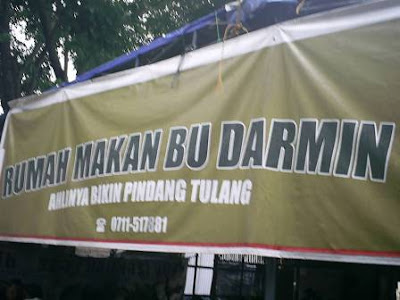 RUMAH MAKAN BU DARMIN
AHLINYA BIKIN PINDANG TULANG
☎ 0711-517881